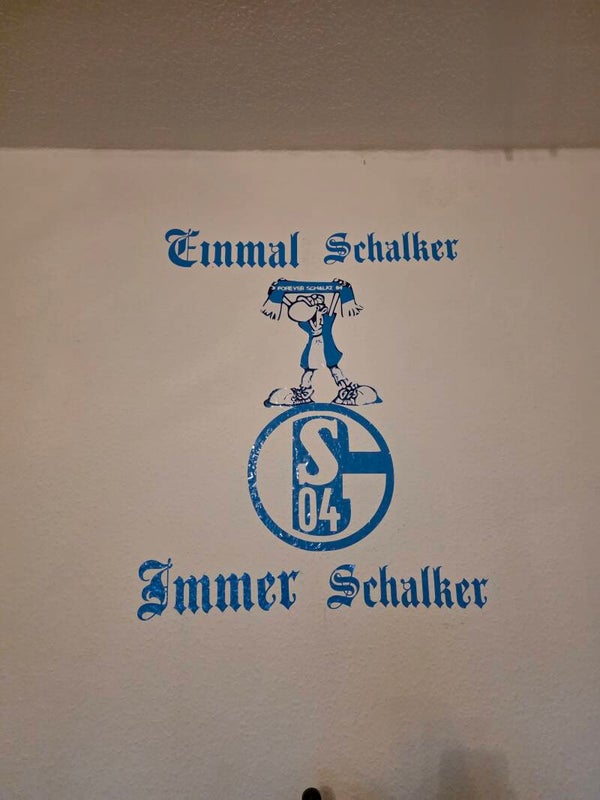 Einmal Schalker
FOREVER SCHALKE 04
S
04
Immer Schalker